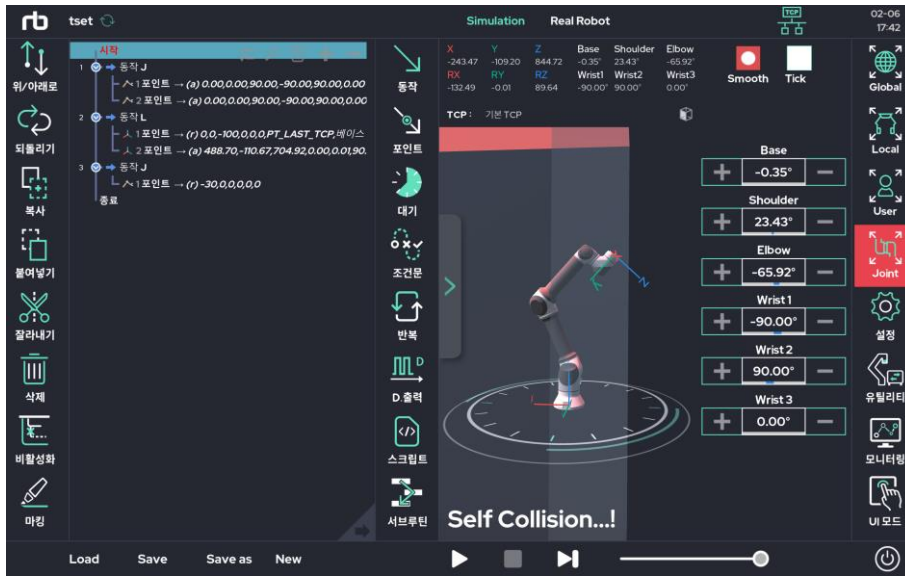 rb tset Simulation Real Robot TCP 02-06
17:42
위/아래로
되돌리기
복사
붙여넣기
잘라내기
삭제
비활성화
마킹
시작
1 동작 J
1 포인트 → (a) 0.00,0.00,90.00,-90.00,90.00,0.00
2 포인트 → (a) 0.00,0.00,90.00,-90.00,90.00,0.00
2 동작 L
1 포인트 → (r) 0,0,-100,0,0,0,PT_LAST_TCP,베이스
2 포인트 → (a) 488.70,-110.67,704.92,0.00,0.01,90.
3 동작 J
1 포인트 → (r) -30,0,0,0,0,0
종료
동작
포인트
대기
조건문
반복
D
D.출력
스크립트
서브루틴
X Y Z Base Shoulder Elbow
-243.47 -109.20 844.72 -0.35° 23.43° -65.92°
RX RY RZ Wrist1 Wrist2 Wrist3
-132.49 -0.01 89.64 -90.00° 90.00° 0.00°
TCP : 기본 TCP
Smooth Tick
Z
Base
-0.35°
Shoulder
23.43°
Elbow
-65.92°
Wrist 1
-90.00°
Wrist 2
90.00°
Wrist 3
0.00°
Self Collision...!
Global
Local
User
Joint
설정
유틸리티
모니터링
UI 모드
Load Save Save as New